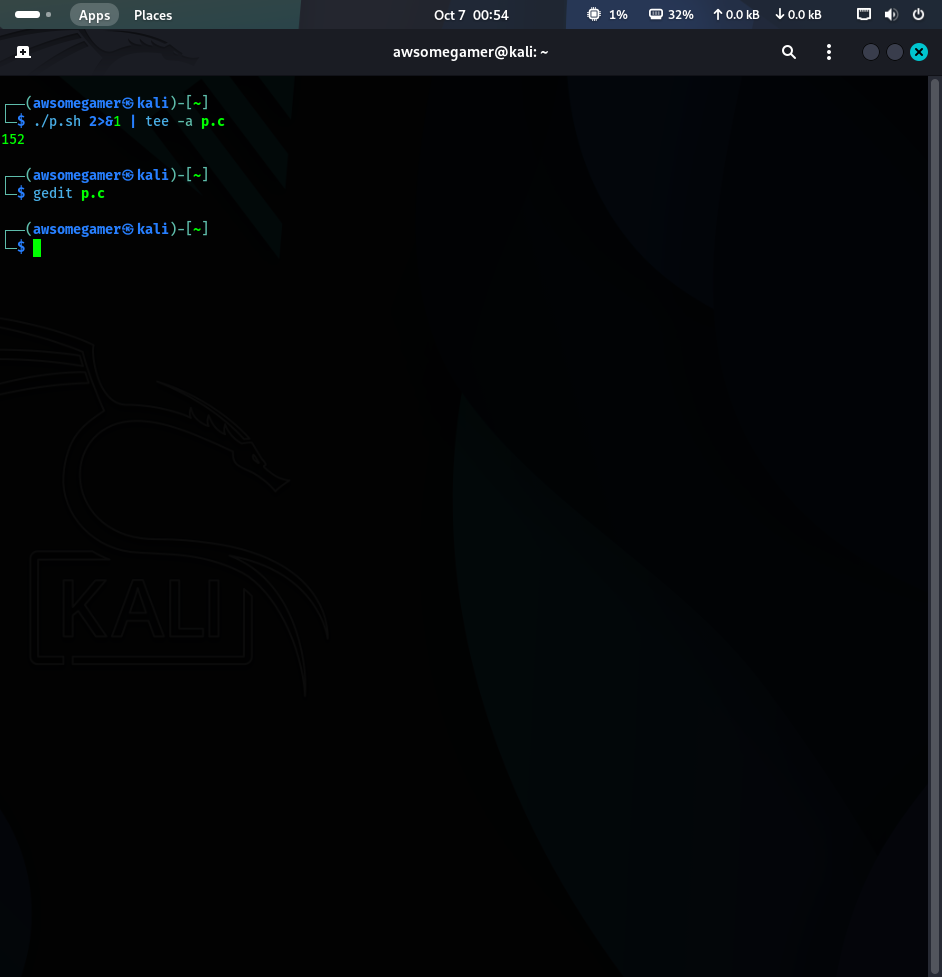 Apps Places Oct 7 00:54 1% 32% ↑0.0 kB ↓0.0 kB
awsomegamer@kali: ~
┌──(awsomegamer㉿kali)-[~]
└─$ ./p.sh 2>&1 | tee -a p.c
152
┌──(awsomegamer㉿kali)-[~]
└─$ gedit p.c
┌──(awsomegamer㉿kali)-[~]
└─$
KALI